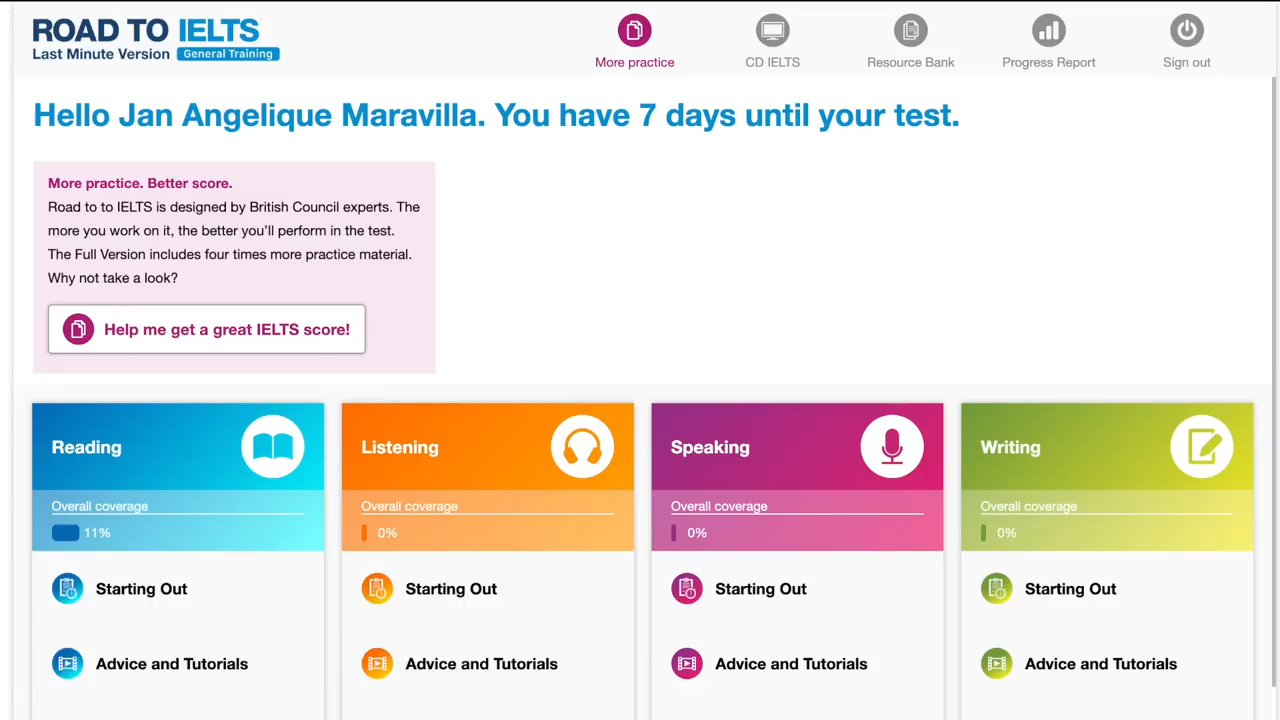 ROAD TO IELTS
Last Minute Version General Training
More practice
CD IELTS
Resource Bank
Progress Report
Sign out
Hello Jan Angelique Maravilla. You have 7 days until your test.
More practice. Better score.
Road to to IELTS is designed by British Council experts. The
more you work on it, the better you'll perform in the test.
The Full Version includes four times more practice material.
Why not take a look?
Help me get a great IELTS score!
Reading
Overall coverage
11%
Starting Out
Advice and Tutorials
Listening
Overall coverage
0%
Starting Out
Advice and Tutorials
Speaking
Overall coverage
0%
Starting Out
Advice and Tutorials
Writing
Overall coverage
0%
Starting Out
Advice and Tutorials